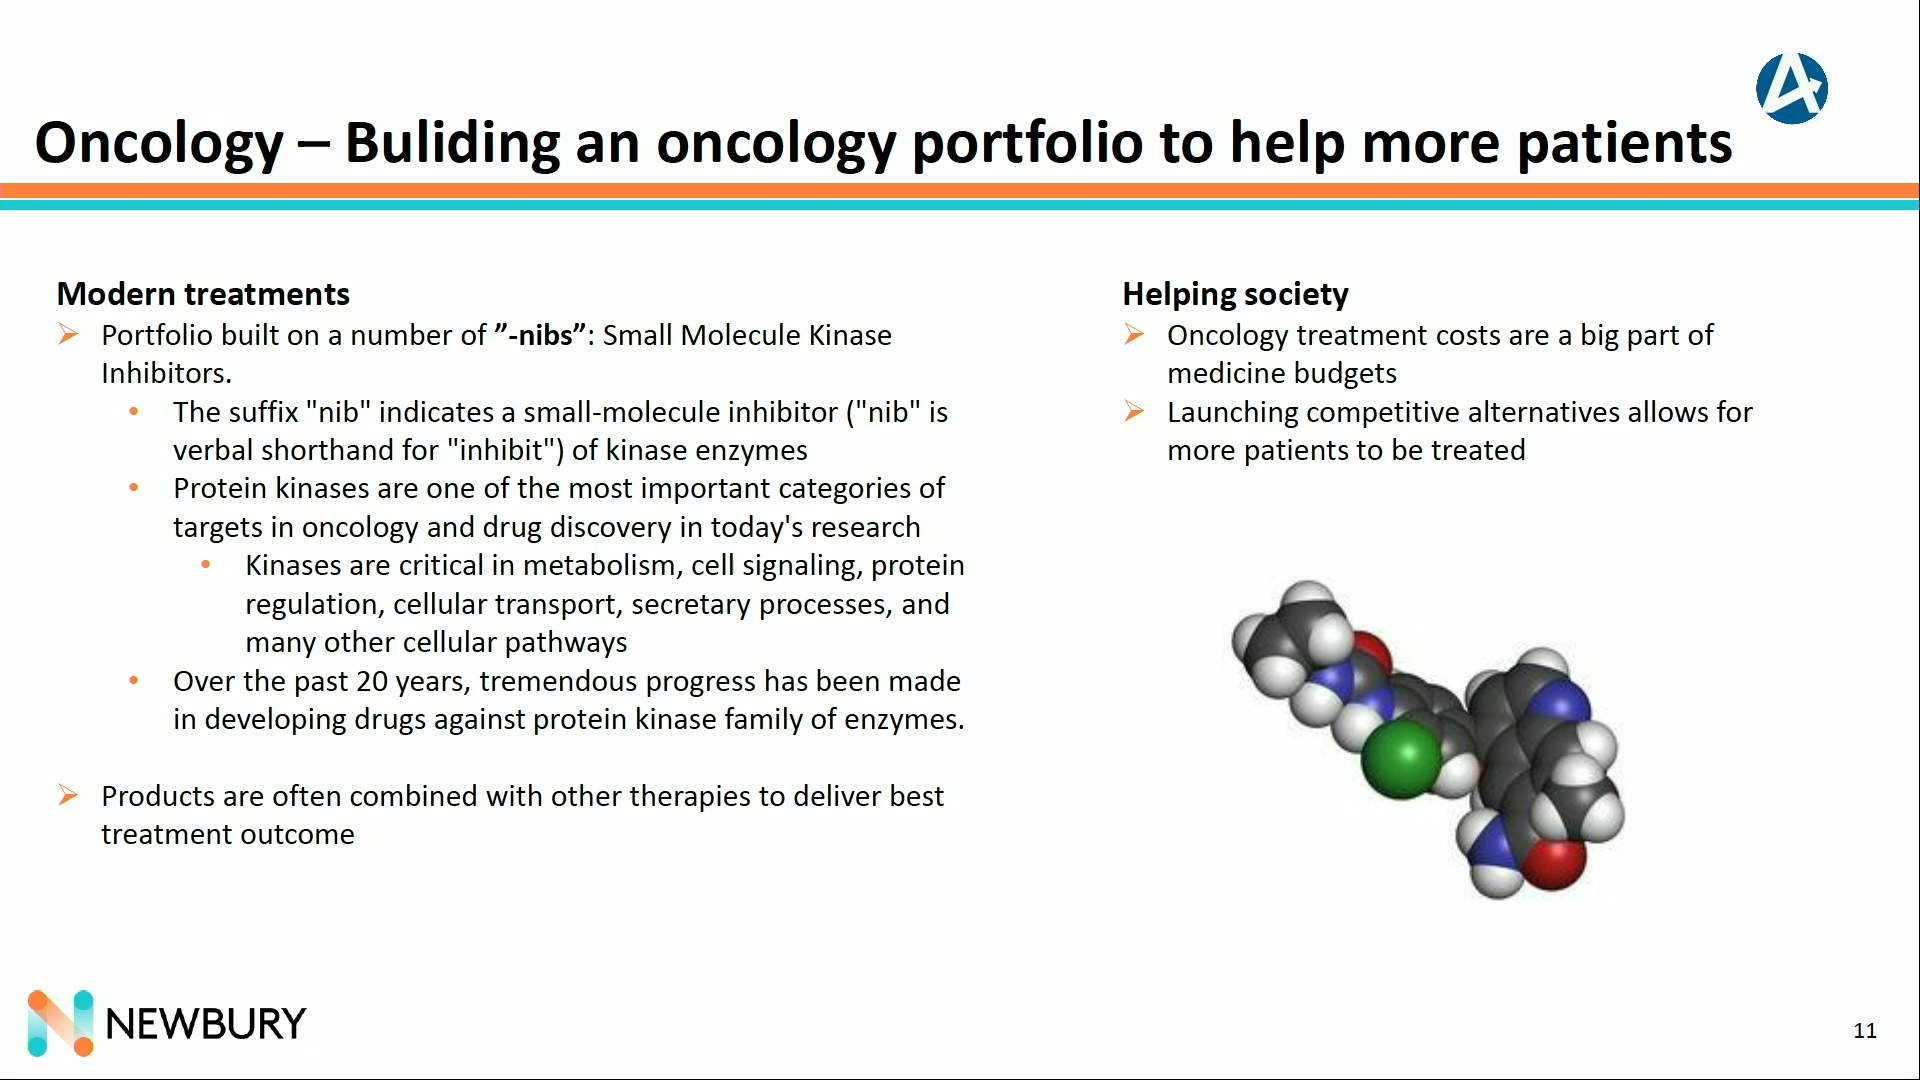 Oncology – Buliding an oncology portfolio to help more patients
Modern treatments
Portfolio built on a number of ”-nibs”: Small Molecule Kinase
Inhibitors.
The suffix "nib" indicates a small-molecule inhibitor ("nib" is
verbal shorthand for "inhibit") of kinase enzymes
Protein kinases are one of the most important categories of
targets in oncology and drug discovery in today's research
Kinases are critical in metabolism, cell signaling, protein
regulation, cellular transport, secretary processes, and
many other cellular pathways
Over the past 20 years, tremendous progress has been made
in developing drugs against protein kinase family of enzymes.
Products are often combined with other therapies to deliver best
treatment outcome
Helping society
Oncology treatment costs are a big part of
medicine budgets
Launching competitive alternatives allows for
more patients to be treated
NEWBURY
11